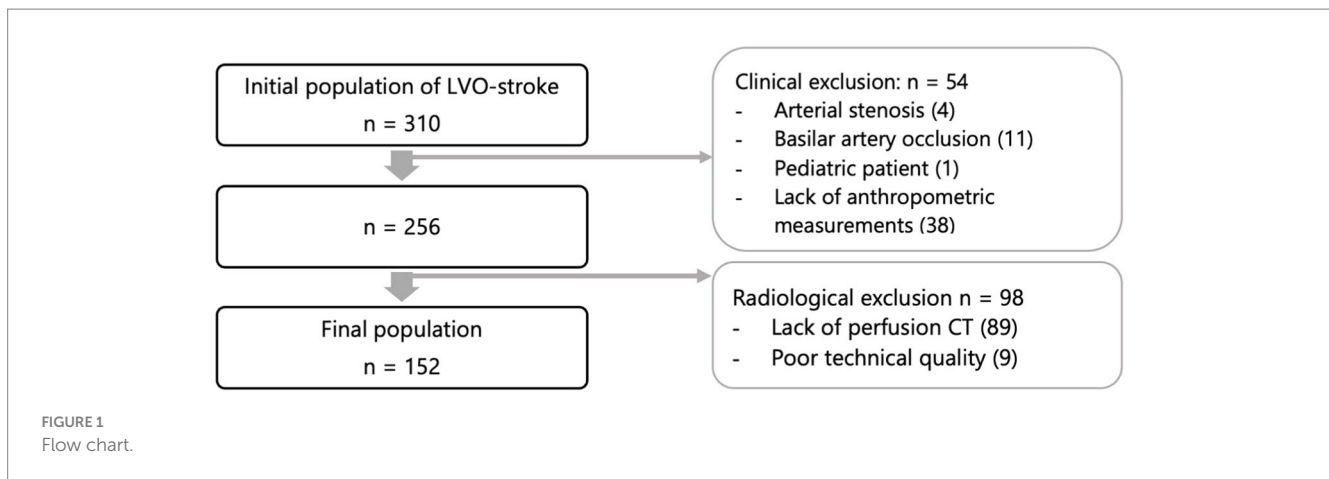 Initial population of LVO-stroke
n = 310
Clinical exclusion: n = 54
- Arterial stenosis (4)
- Basilar artery occlusion (11)
- Pediatric patient (1)
- Lack of anthropometric
measurements (38)
n = 256
Radiological exclusion n = 98
- Lack of perfusion CT (89)
- Poor technical quality (9)
Final population
n = 152
FIGURE 1
Flow chart.